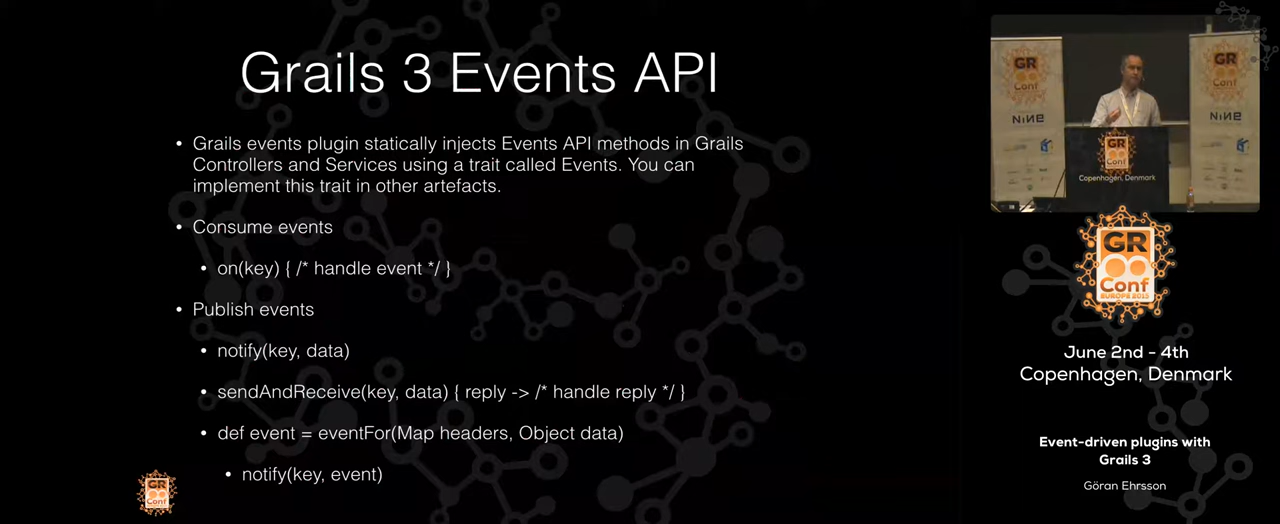 Grails 3 Events API
• Grails events plugin statically injects Events API methods in Grails
Controllers and Services using a trait called Events. You can
implement this trait in other artefacts.
• Consume events
• on(key) { /* handle event */ }
• Publish events
• notify(key, data)
• sendAndReceive(key, data) { reply -> /* handle reply */ }
• def event = eventFor(Map headers, Object data)
• notify(key, event)
GR
Conf
GR
Conf
NINE
GR
Conf
NINE
Copenhagen, Denmark
GR
Conf
EUROPE 2015
June 2nd - 4th
Copenhagen, Denmark
Event-driven plugins with
Grails 3
Göran Ehrsson